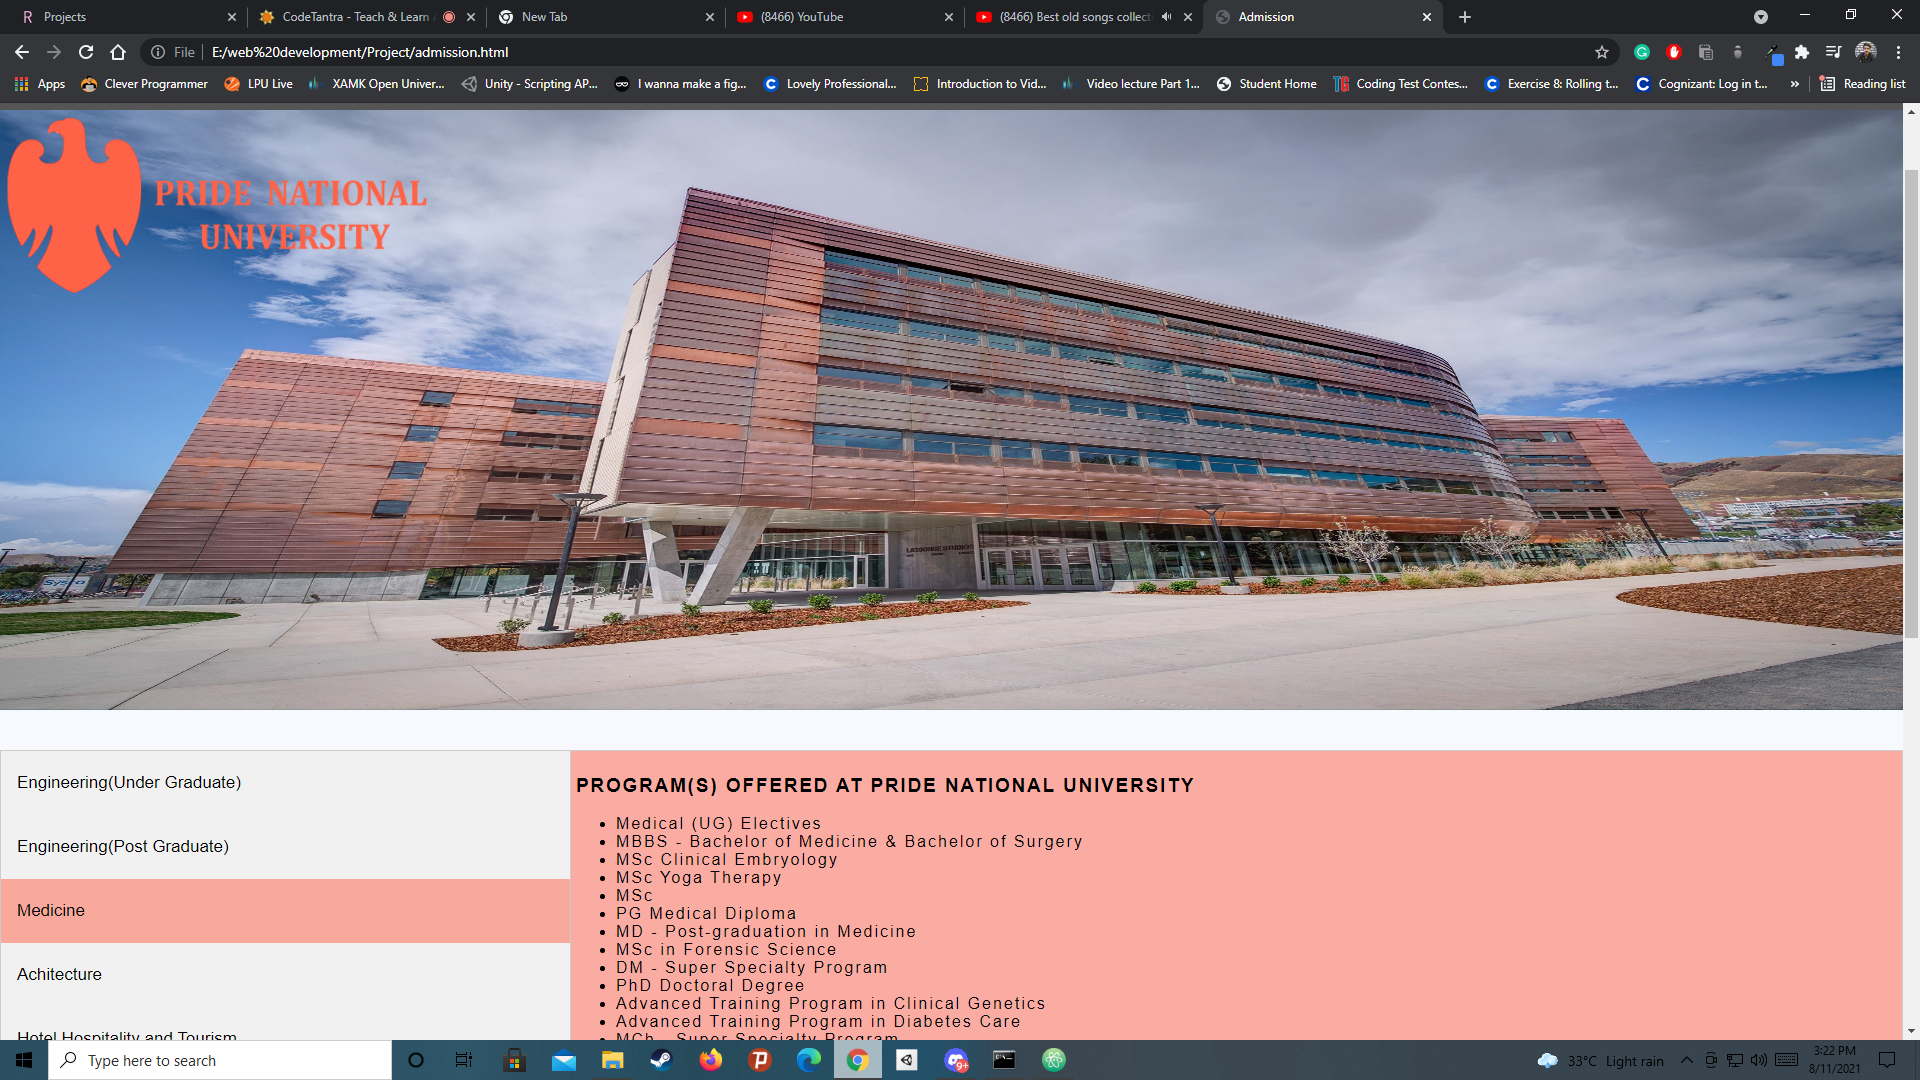 Projects
CodeTantra - Teach & Learn
New Tab
(8466) YouTube
(8466) Best old songs collect
Admission
File
E:/web%20development/Project/admission.html
Apps
Clever Programmer
LPU Live
XAMK Open Univer...
Unity - Scripting AP...
I wanna make a fig...
Lovely Professional...
Introduction to Vid...
Video lecture Part 1...
Student Home
Coding Test Contes...
Exercise 8: Rolling t...
Cognizant: Log in t...
»
Reading list
PRIDE NATIONAL
UNIVERSITY
Engineering(Under Graduate)
Engineering(Post Graduate)
Medicine
Achitecture
Hotel Hospitality and Tourism
PROGRAM(S) OFFERED AT PRIDE NATIONAL UNIVERSITY
Medical (UG) Electives
MBBS - Bachelor of Medicine & Bachelor of Surgery
MSc Clinical Embryology
MSc Yoga Therapy
MSc
PG Medical Diploma
MD - Post-graduation in Medicine
MSc in Forensic Science
DM - Super Specialty Program
PhD Doctoral Degree
Advanced Training Program in Clinical Genetics
Advanced Training Program in Diabetes Care
MCh - Super Specialty Program
Type here to search
9+
33°C Light rain
3:22 PM
8/11/2021